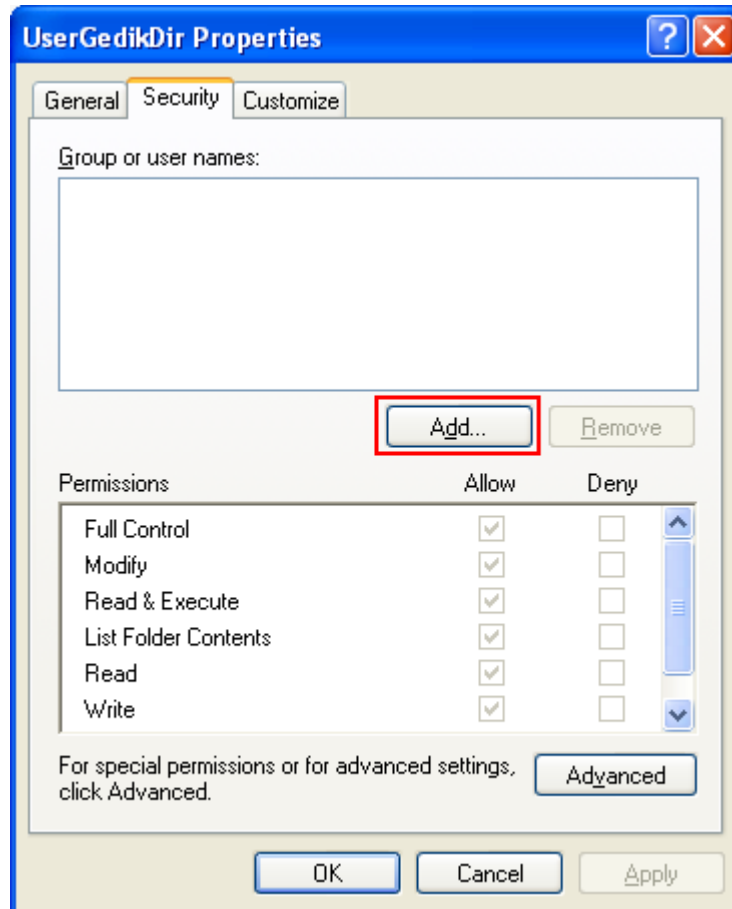 UserGedikDir Properties
General Security Customize
Group or user names:
Add... Remove
Permissions Allow Deny
Full Control
Modify
Read & Execute
List Folder Contents
Read
Write
For special permissions or for advanced settings,
click Advanced.
Advanced
OK Cancel Apply